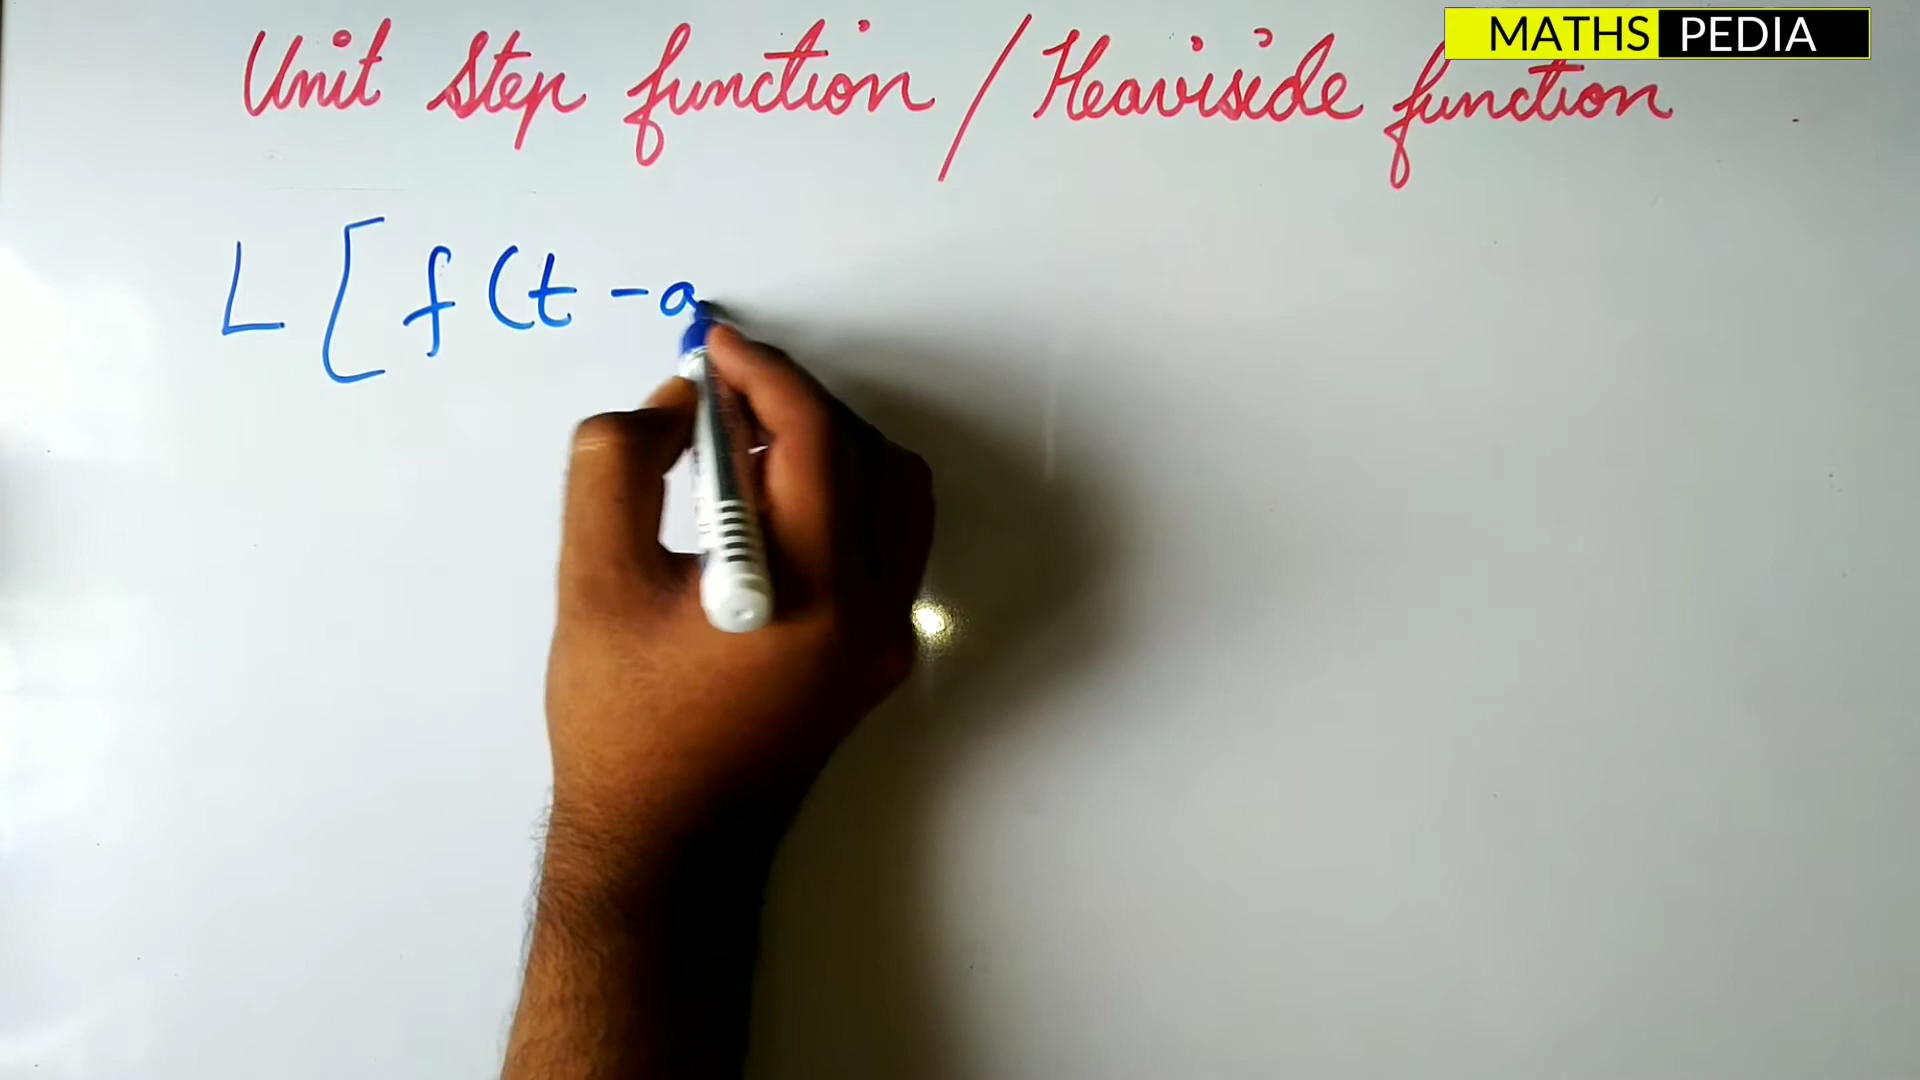 MATHS PEDIA
Unit Step function / Heaviside function
L [ f (t - a